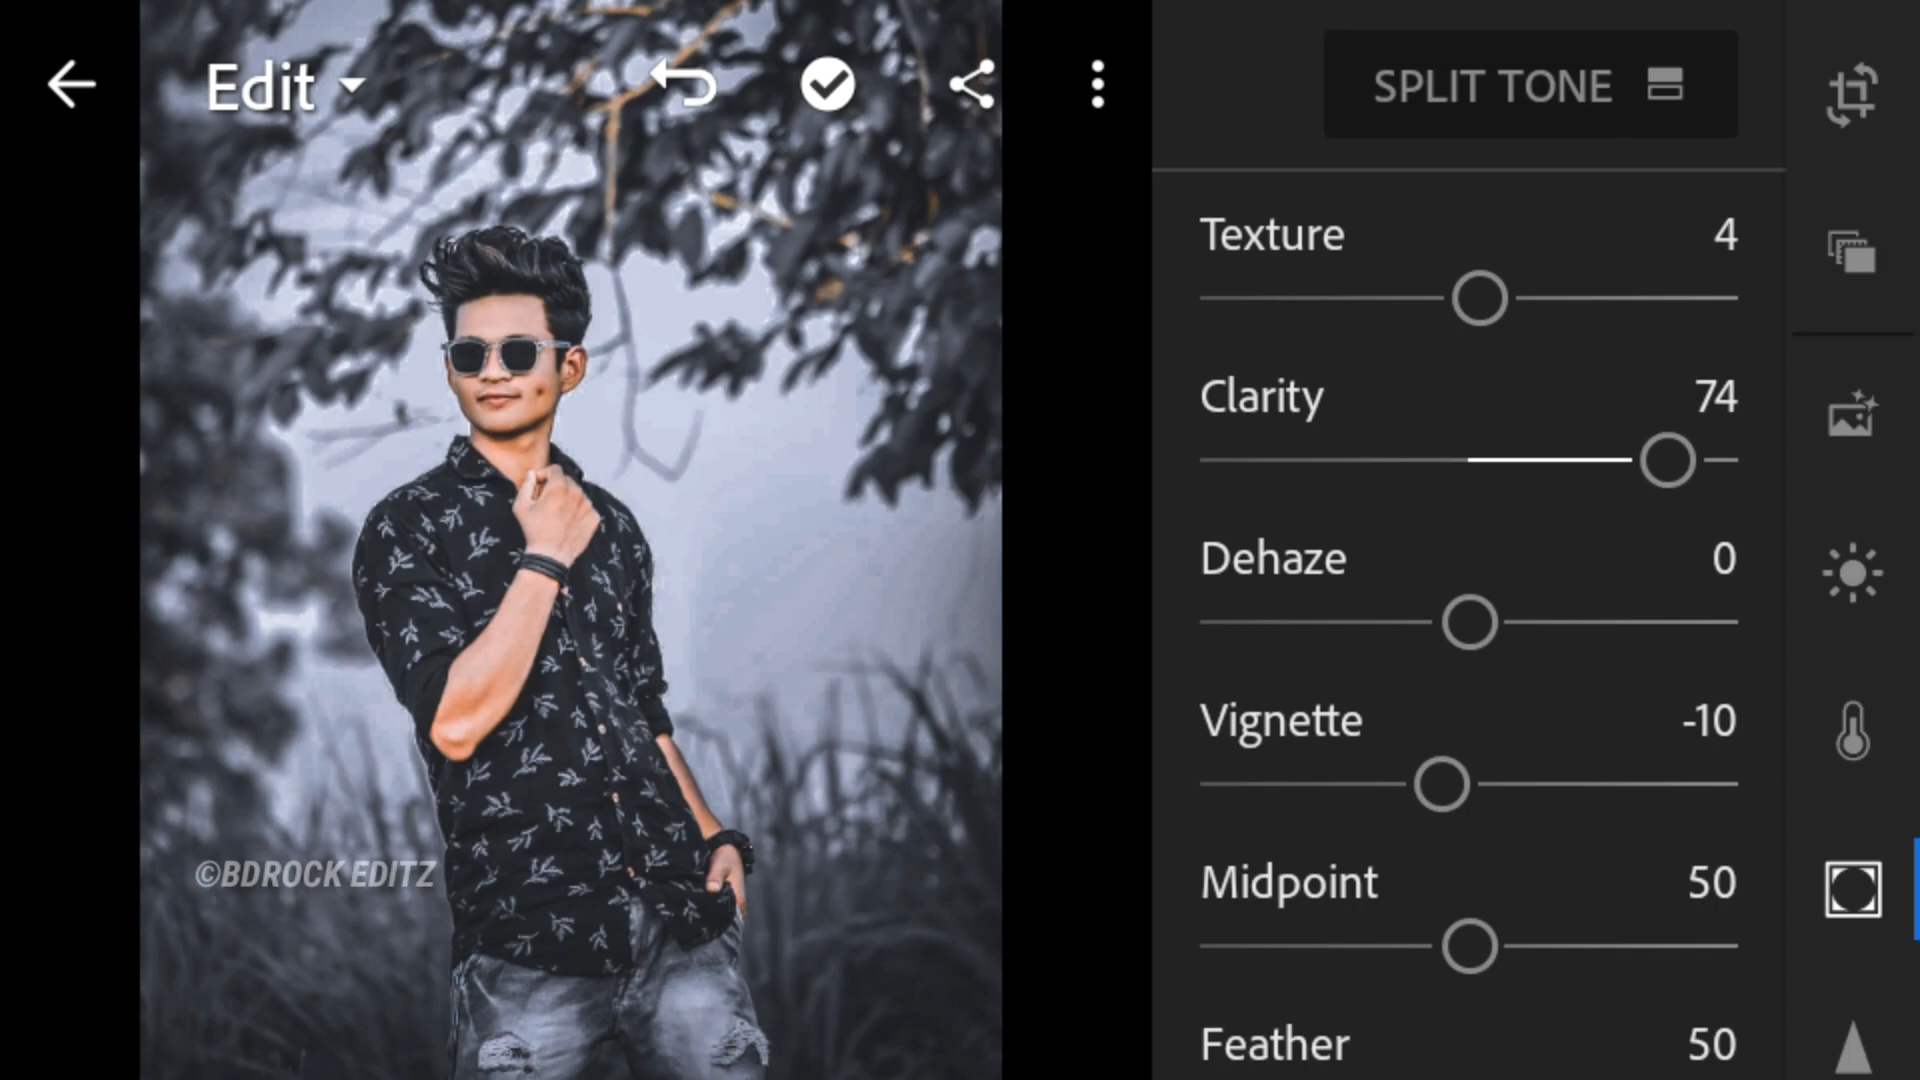 Edit
SPLIT TONE
Texture 4
Clarity 74
Dehaze 0
Vignette -10
Midpoint 50
Feather 50
©BDROCK EDITZ